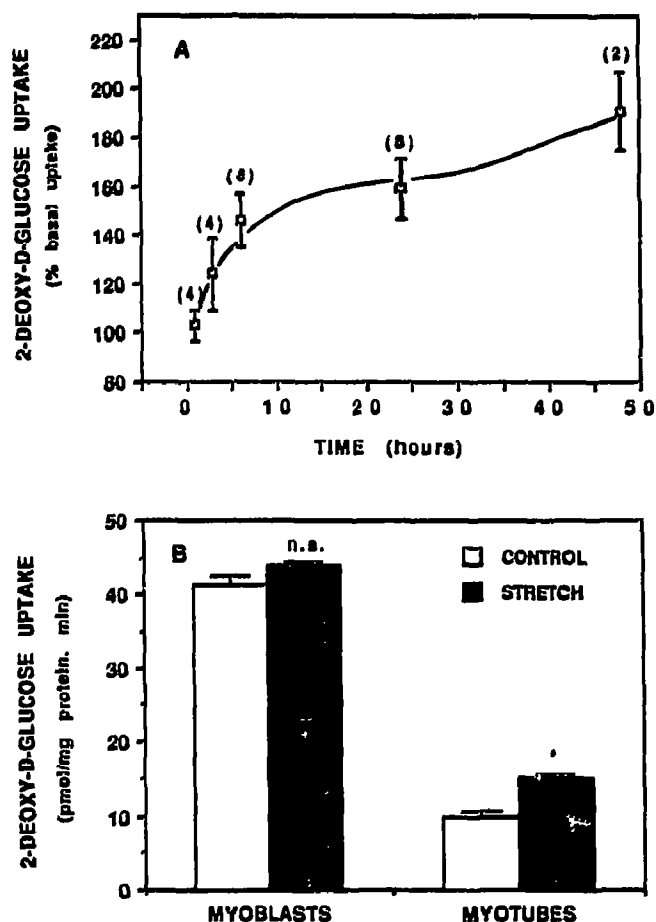 A
2-DEOXY-D-GLUCOSE UPTAKE
(% basal uptake)
220
200
180
160
140
120
100
80
(4)
(4)
(8)
(8)
(2)
0 10 20 30 40 50
TIME (hours)
B
2-DEOXY-D-GLUCOSE UPTAKE
(pmol/mg protein. min)
50
40
30
20
10
0
n.s.
*
CONTROL
STRETCH
MYOBLASTS MYOTUBES